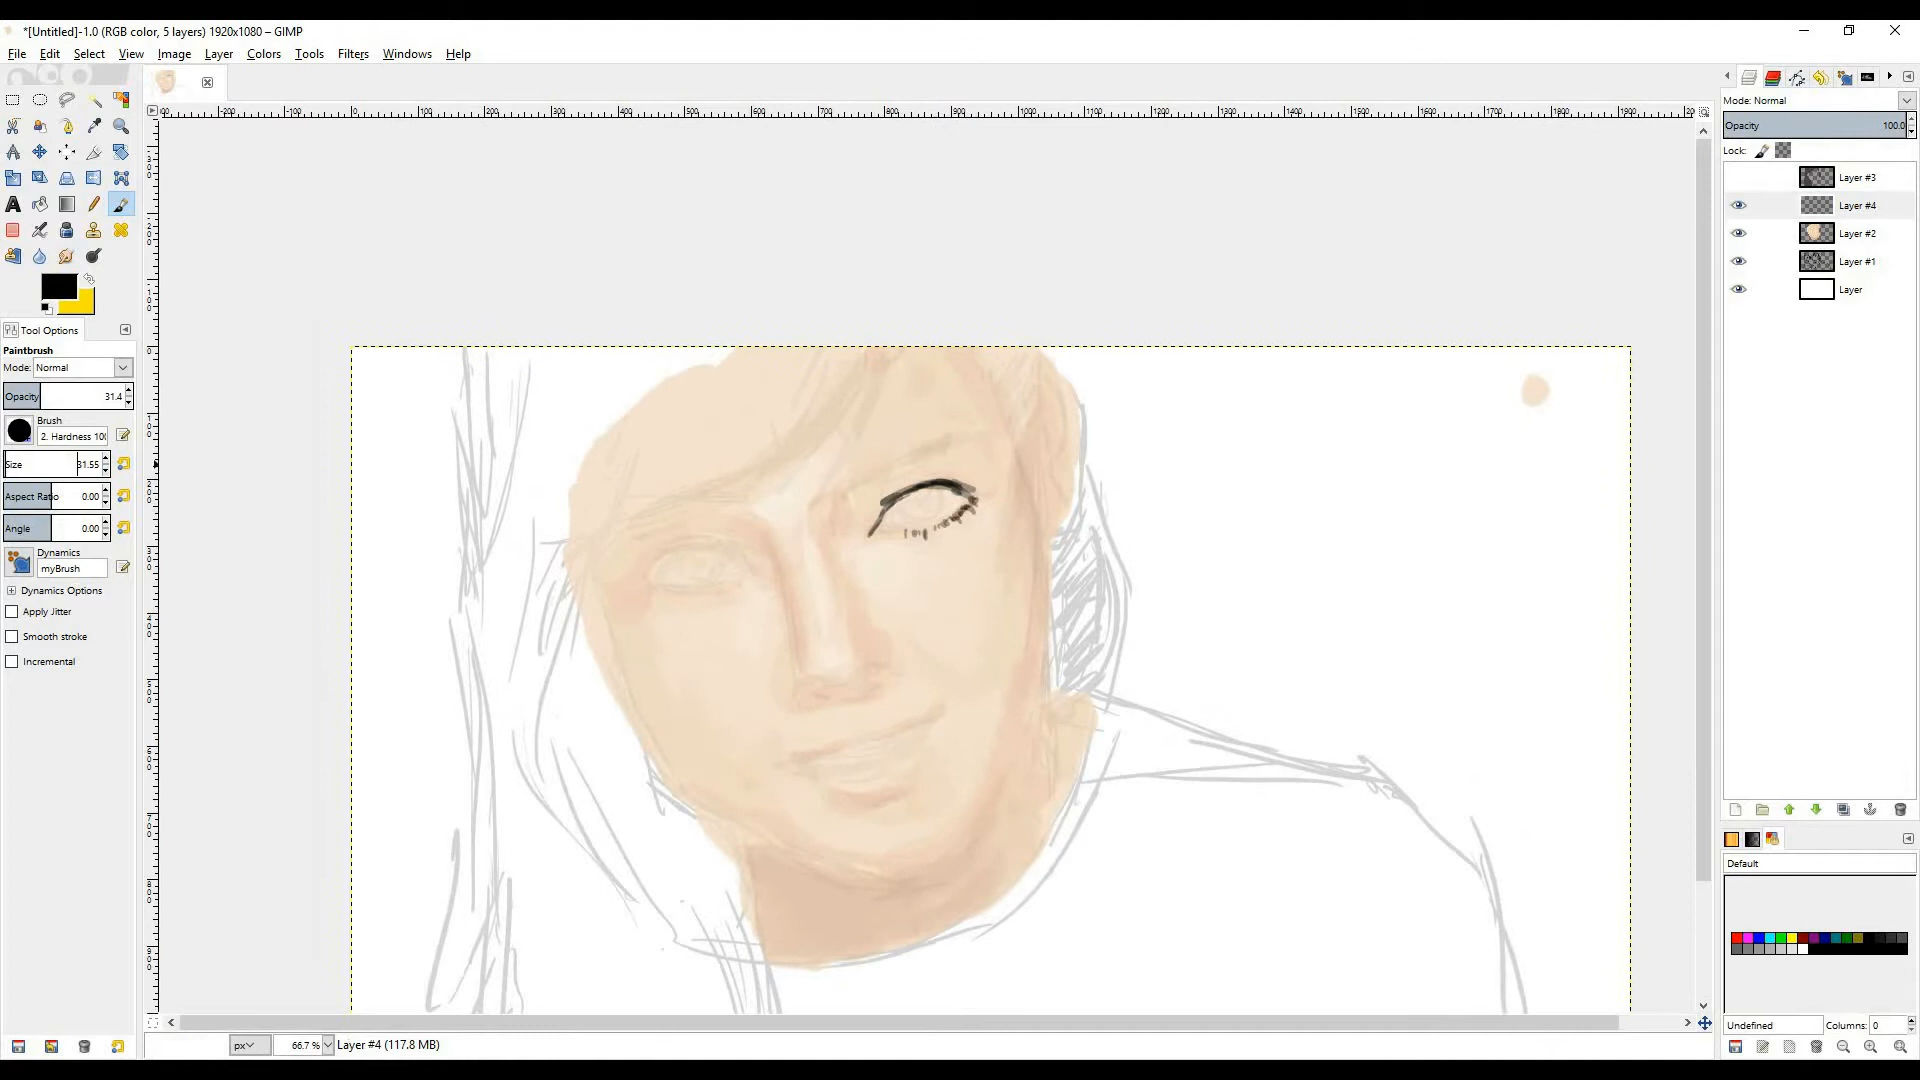 *[Untitled]-1.0 (RGB color, 5 layers) 1920x1080 – GIMP
File Edit Select View Image Layer Colors Tools Filters Windows Help
Mode: Normal
Opacity 100.0
Lock:
Layer #3
Layer #4
Layer #2
Layer #1
Layer
Tool Options
Paintbrush
Mode: Normal
Opacity 31.4
Brush
2. Hardness 10
Size 31.55
Aspect Ratio 0.00
Angle 0.00
Dynamics
myBrush
Dynamics Options
Apply Jitter
Smooth stroke
Incremental
Default
Undefined Columns: 0
px 66.7 % Layer #4 (117.8 MB)